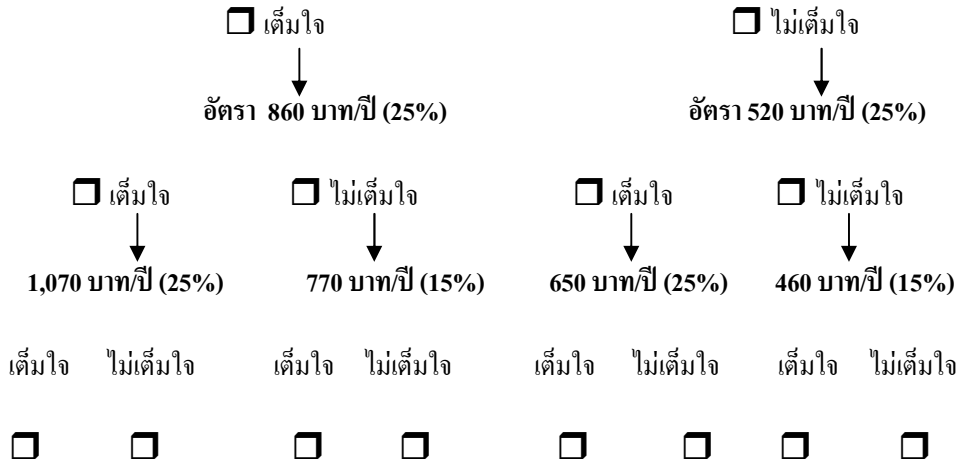 เต็มใจ ไม่เต็มใจ
อัตรา 860 บาท/ปี (25%) อัตรา 520 บาท/ปี (25%)
เต็มใจ ไม่เต็มใจ เต็มใจ ไม่เต็มใจ
1,070 บาท/ปี (25%) 770 บาท/ปี (15%) 650 บาท/ปี (25%) 460 บาท/ปี (15%)
เต็มใจ ไม่เต็มใจ เต็มใจ ไม่เต็มใจ เต็มใจ ไม่เต็มใจ เต็มใจ ไม่เต็มใจ